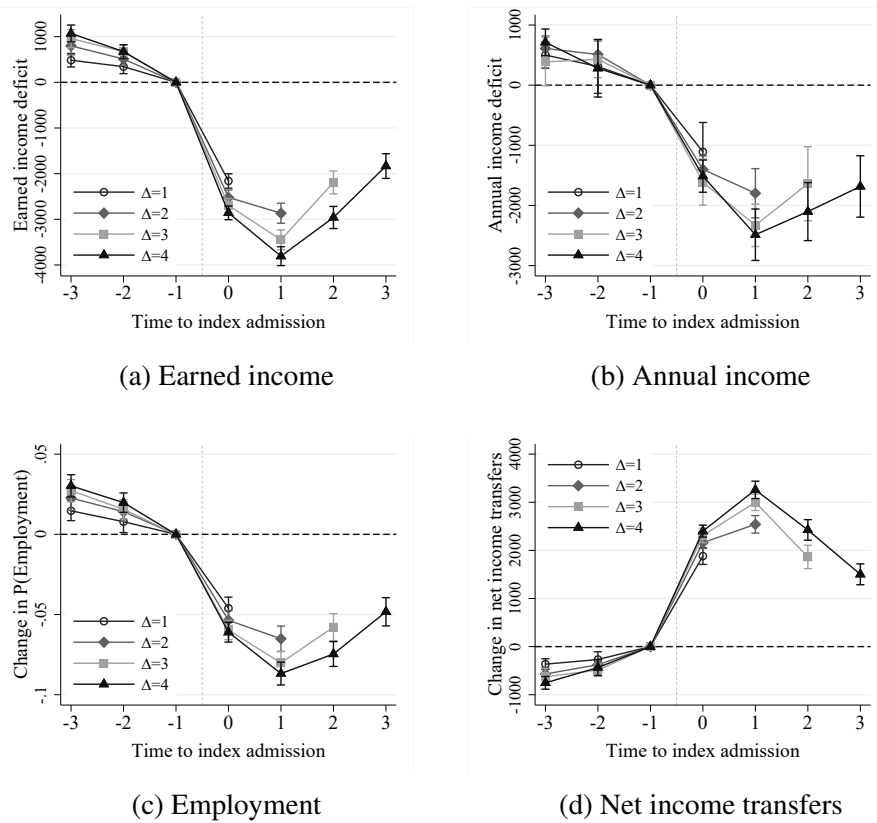 Earned income deficit
1000
0
-1000
-2000
-3000
-4000
Δ=1
Δ=2
Δ=3
Δ=4
-3 -2 -1 0 1 2 3
Time to index admission
(a) Earned income
Annual income deficit
1000
0
-1000
-2000
-3000
Δ=1
Δ=2
Δ=3
Δ=4
-3 -2 -1 0 1 2 3
Time to index admission
(b) Annual income
Change in P(Employment)
.05
0
-.05
-.1
Δ=1
Δ=2
Δ=3
Δ=4
-3 -2 -1 0 1 2 3
Time to index admission
(c) Employment
Change in net income transfers
4000
3000
2000
1000
0
-1000
Δ=1
Δ=2
Δ=3
Δ=4
-3 -2 -1 0 1 2 3
Time to index admission
(d) Net income transfers